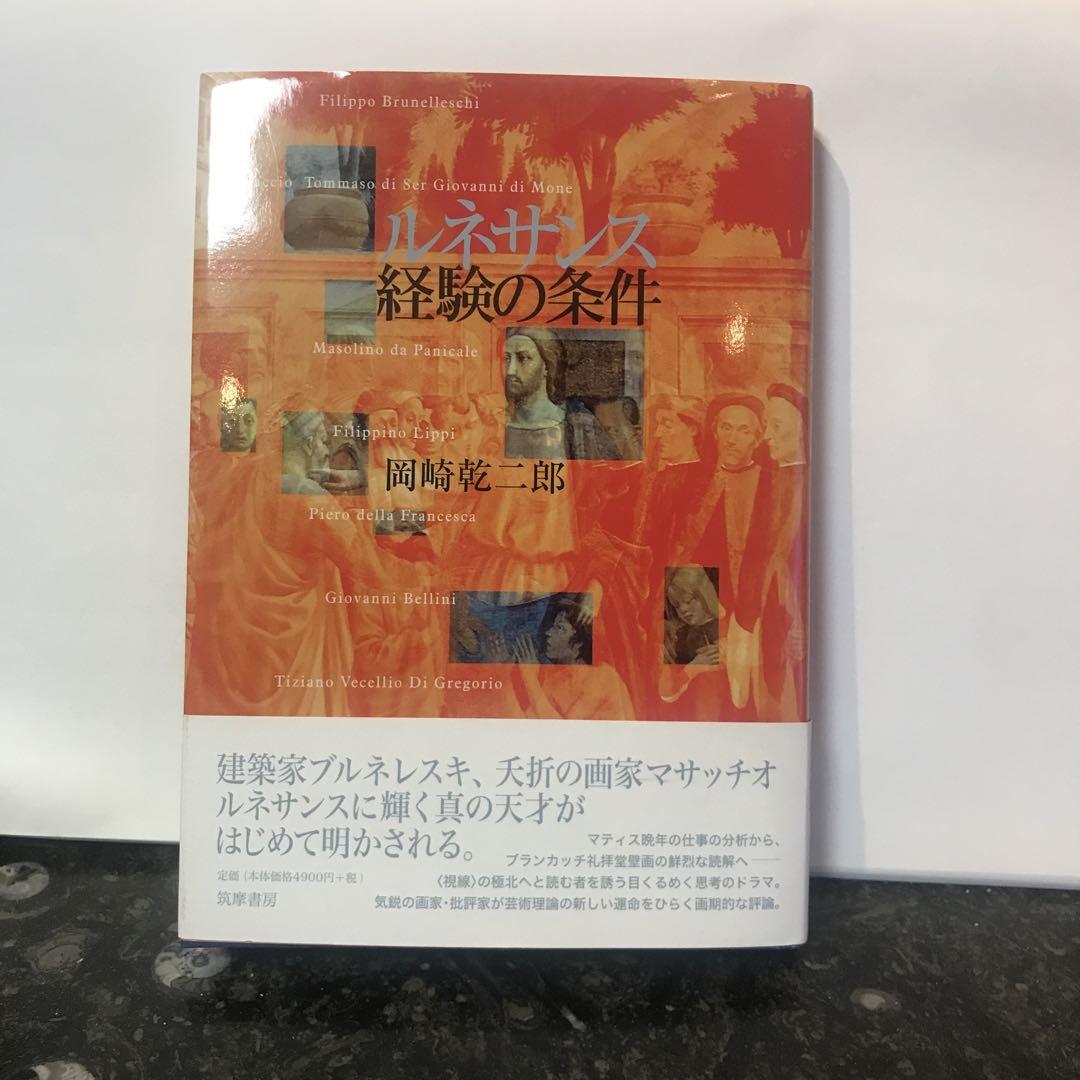 Filippo Brunelleschi
Tommaso di Ser Giovanni di Mone
ルネサンス
経験の条件
Masolino da Panicale
Filippino Lippi
岡崎乾二郎
Piero della Francesca
Giovanni Bellini
Tiziano Vecellio Di Gregorio
建築家ブルネレスキ、夭折の画家マサッチオ
ルネサンスに輝く真の天才が
はじめて明かされる。
マティス晩年の仕事の分析から、
ブランカッチ礼拝堂壁画の鮮烈な読解へ——
〈視線〉の極北へと読む者を誘う目くるめく思考のドラマ。
気鋭の画家・批評家が芸術理論の新しい運命をひらく画期的な評論。
定価(本体価格4900円+税)
筑摩書房